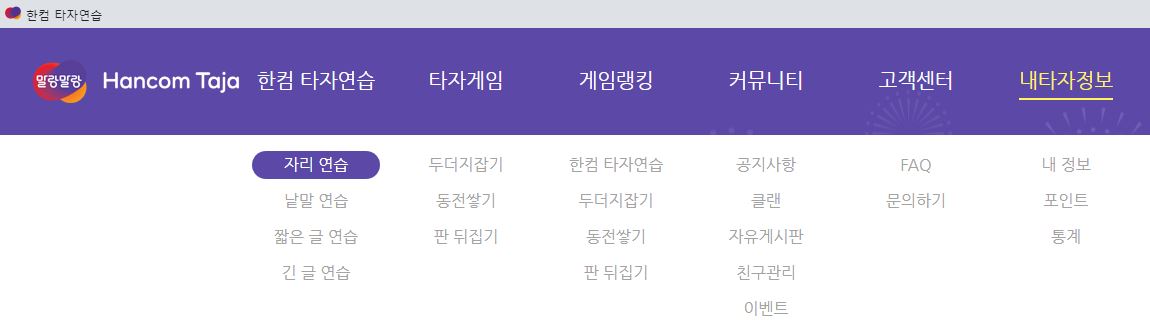 한컴 타자연습
말랑말랑 Hancom Taja 한컴 타자연습 타자게임 게임랭킹 커뮤니티 고객센터 내타자정보
자리 연습 두더지잡기 한컴 타자연습 공지사항 FAQ 내 정보
낱말 연습 동전쌓기 두더지잡기 클랜 문의하기 포인트
짧은 글 연습 판 뒤집기 동전쌓기 자유게시판 통계
긴 글 연습 판 뒤집기 친구관리
이벤트